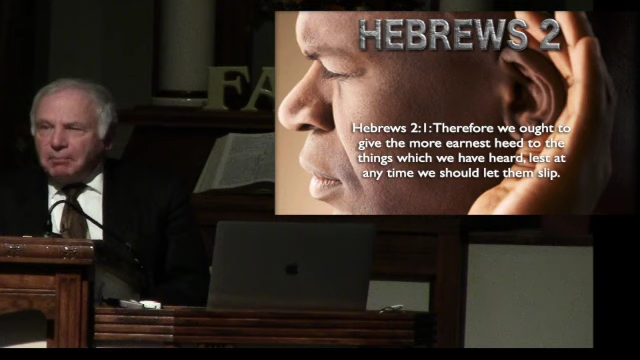 HEBREWS 2
Hebrews 2:1: Therefore we ought to
give the more earnest heed to the
things which we have heard, lest at
any time we should let them slip.
FA